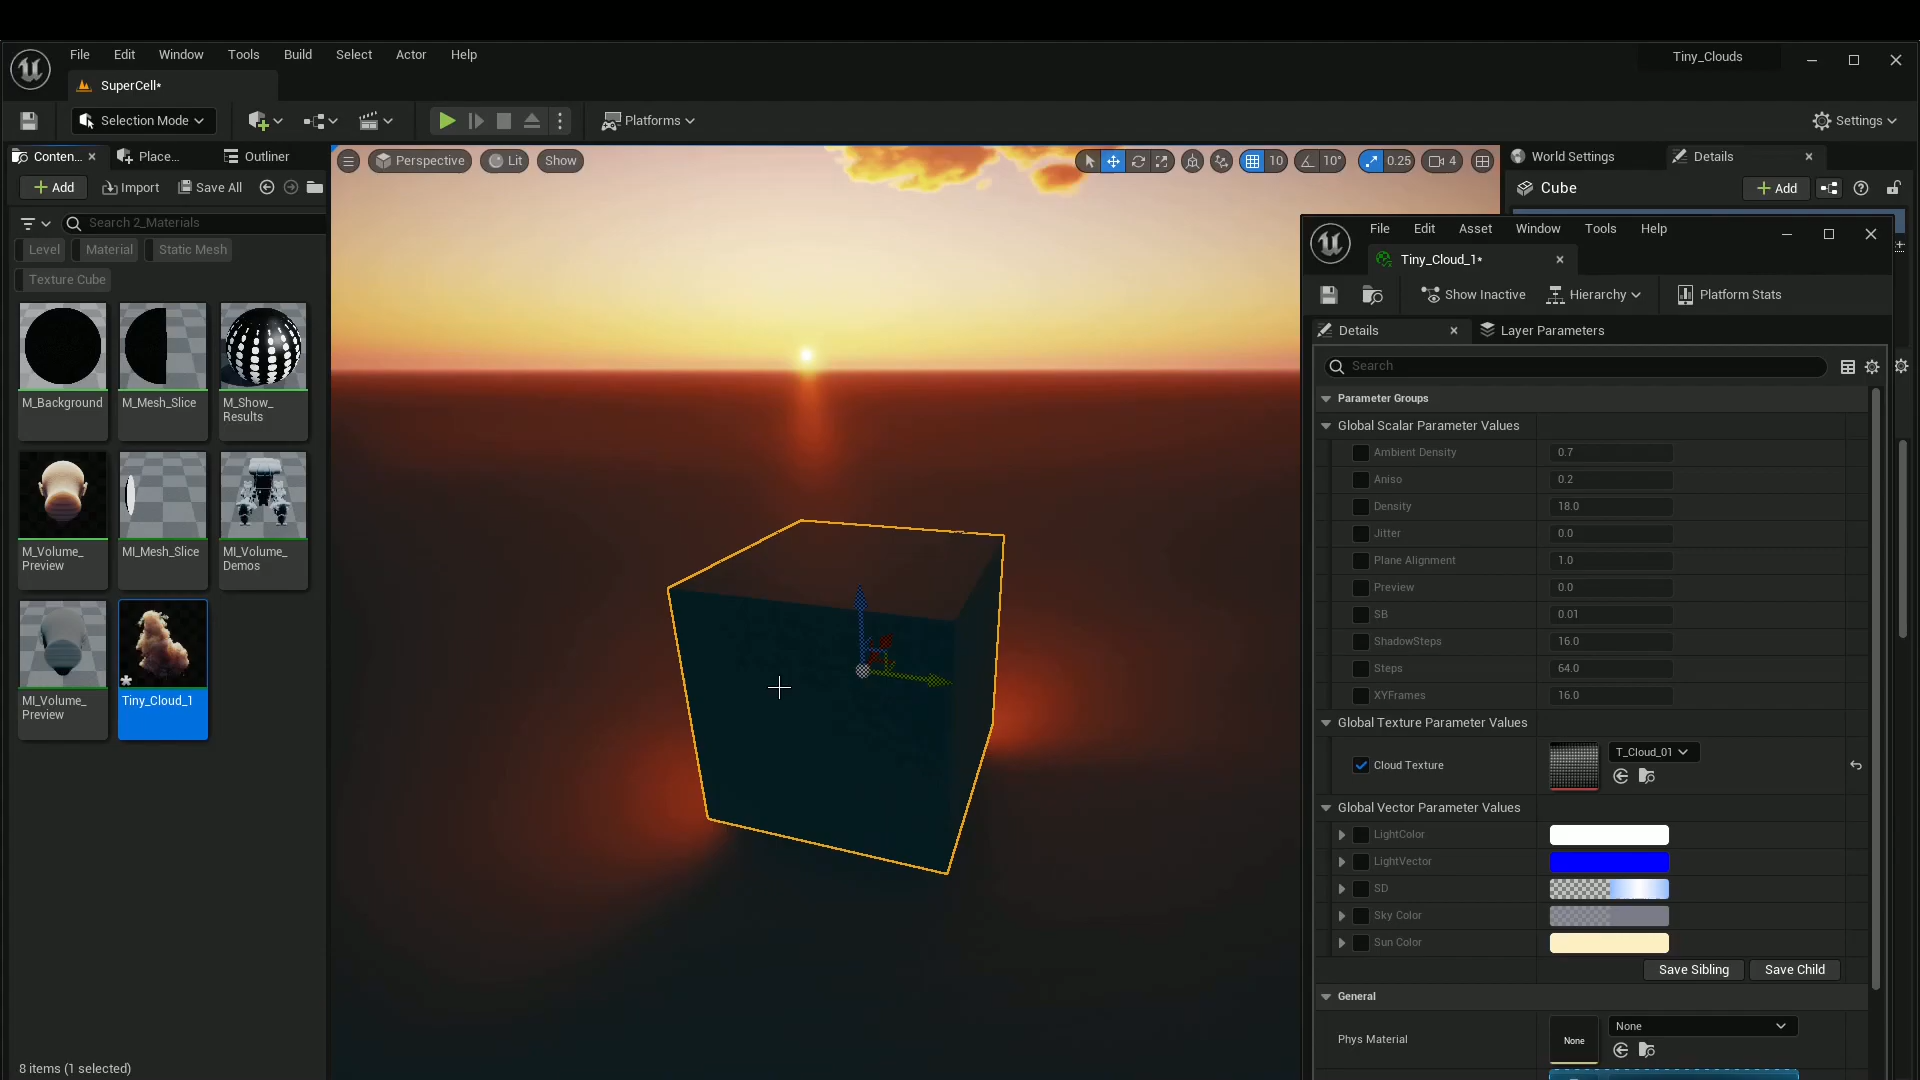 File Edit Window Tools Build Select Actor Help
Tiny_Clouds
SuperCell*
Selection Mode
Platforms
Settings
Conten...
Place...
Outliner
Add
Import
Save All
Search 2_Materials
Level
Material
Static Mesh
Texture Cube
M_Background
M_Mesh_Slice
M_Show_
Results
M_Volume_
Preview
MI_Mesh_Slice
MI_Volume_
Demos
MI_Volume_
Preview
Tiny_Cloud_1
8 items (1 selected)
Perspective
Lit
Show
10
10°
0.25
4
World Settings
Details
Cube
Add
File Edit Asset Window Tools Help
Tiny_Cloud_1*
Show Inactive
Hierarchy
Platform Stats
Details
Layer Parameters
Search
Parameter Groups
Global Scalar Parameter Values
Ambient Density 0.7
Aniso 0.2
Density 18.0
Jitter 0.0
Plane Alignment 1.0
Preview 0.0
SB 0.01
ShadowSteps 16.0
Steps 64.0
XYFrames 16.0
Global Texture Parameter Values
Cloud Texture
T_Cloud_01
Global Vector Parameter Values
LightColor
LightVector
SD
Sky Color
Sun Color
Save Sibling
Save Child
General
Phys Material
None
None